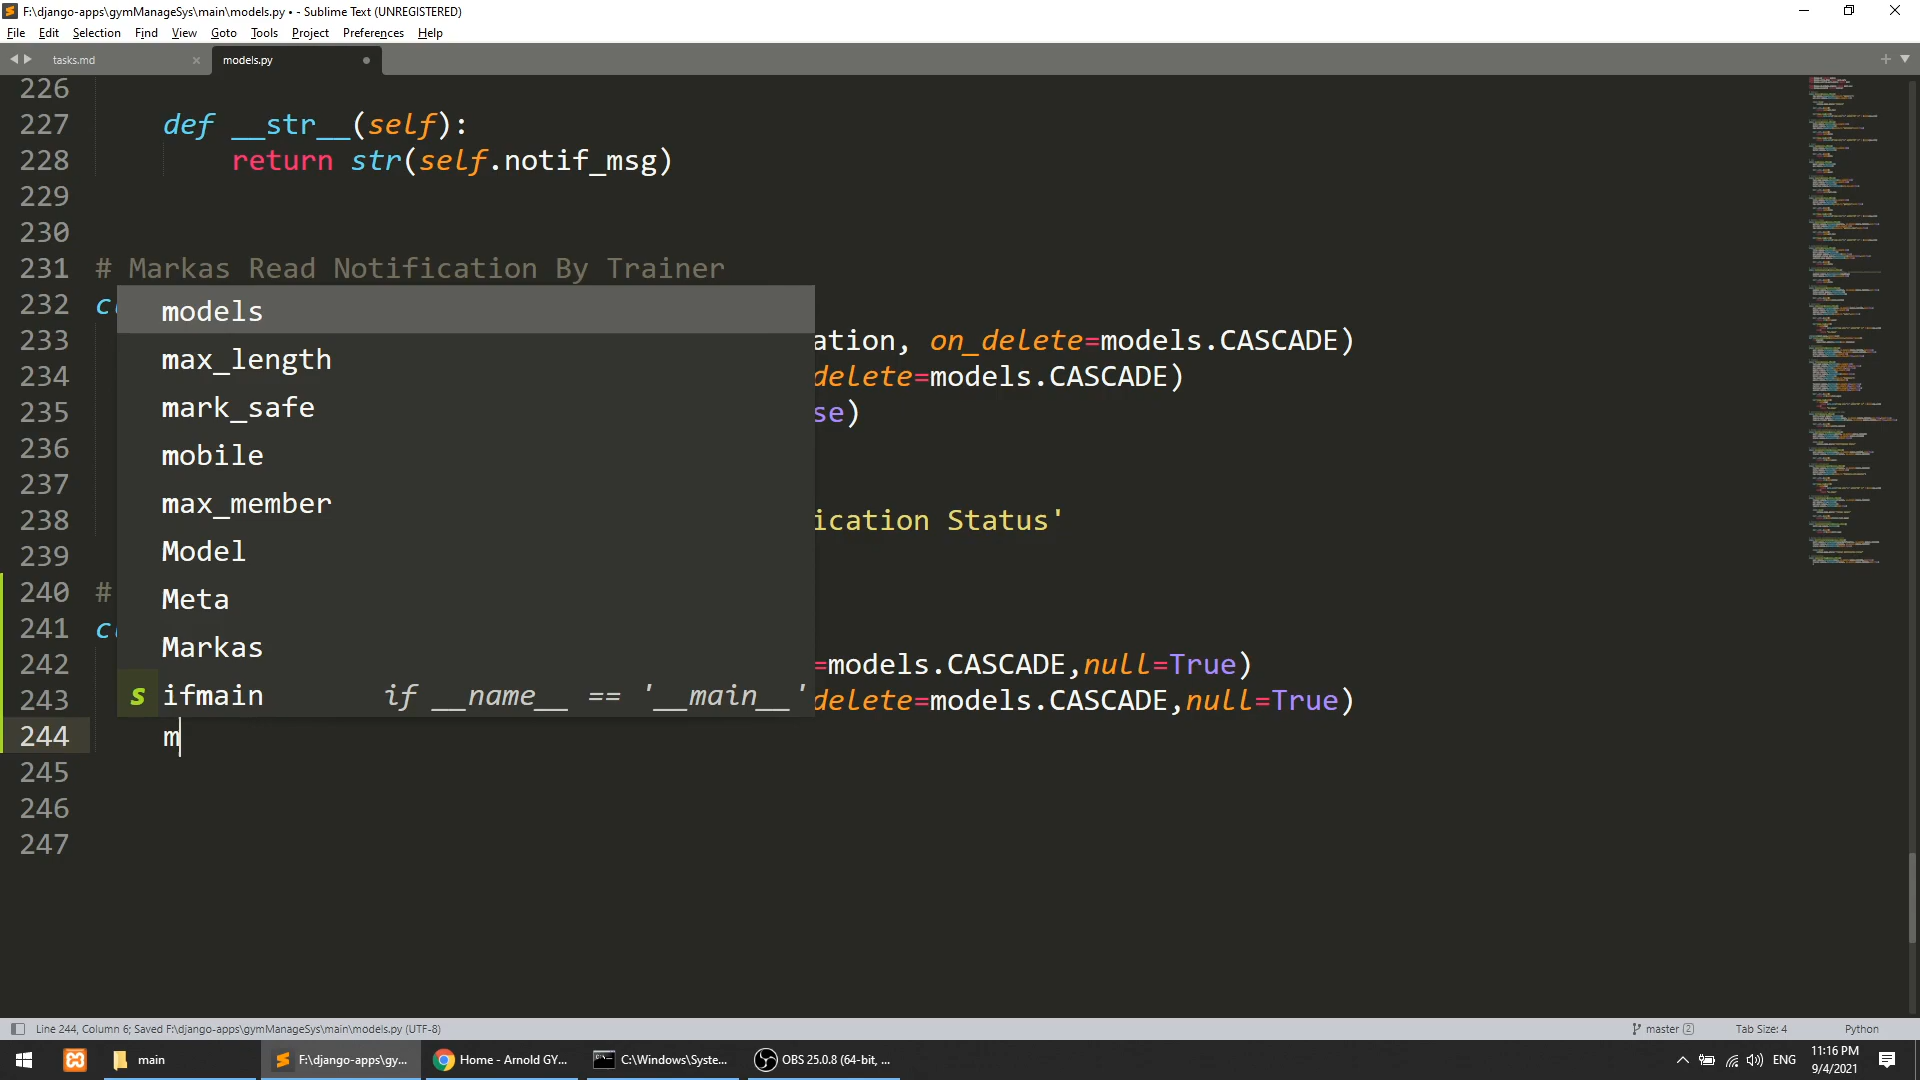 F:\django-apps\gymManageSys\main\models.py • - Sublime Text (UNREGISTERED)
File Edit Selection Find View Goto Tools Project Preferences Help
tasks.md models.py
226
227 def __str__(self):
228 return str(self.notif_msg)
229
230
231 # Markas Read Notification By Trainer
232 c
models
233 ation, on_delete=models.CASCADE)
max_length
234 delete=models.CASCADE)
mark_safe
235 se)
236
mobile
237
max_member
238 ication Status'
239
Model
240 #
Meta
241 c
Markas
242 =models.CASCADE,null=True)
s ifmain if __name__ == '__main__'
243 delete=models.CASCADE,null=True)
244 m
245
246
247
Line 244, Column 6; Saved F:\django-apps\gymManageSys\main\models.py (UTF-8) master 2 Tab Size: 4 Python
main F:\django-apps\gy... Home - Arnold GY... C:\Windows\Syste... OBS 25.0.8 (64-bit, ... ENG 11:16 PM
9/4/2021